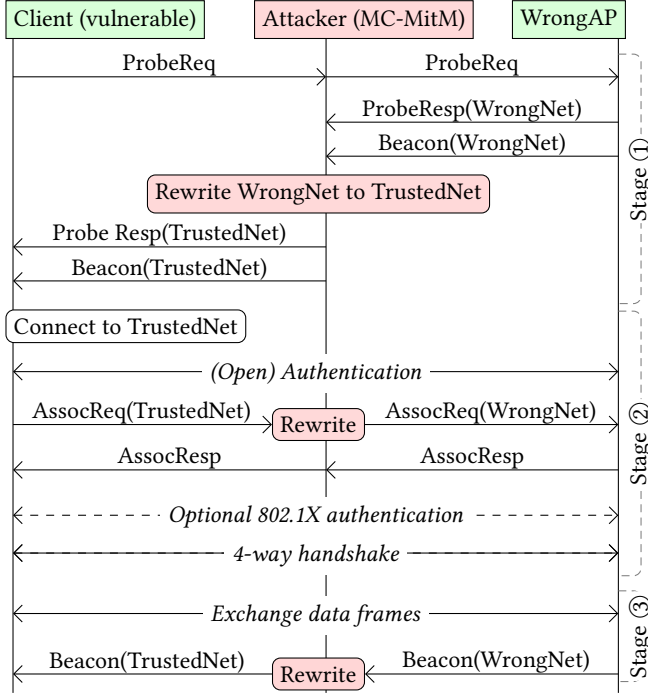 Client (vulnerable) Attacker (MC-MitM) WrongAP
ProbeReq ProbeReq
ProbeResp(WrongNet)
Beacon(WrongNet)
Stage ①
Rewrite WrongNet to TrustedNet
Probe Resp(TrustedNet)
Beacon(TrustedNet)
Connect to TrustedNet
(Open) Authentication
AssocReq(TrustedNet) Rewrite AssocReq(WrongNet)
Stage ②
AssocResp AssocResp
Optional 802.1X authentication
4-way handshake
Exchange data frames
Stage ③
Beacon(TrustedNet) Rewrite Beacon(WrongNet)